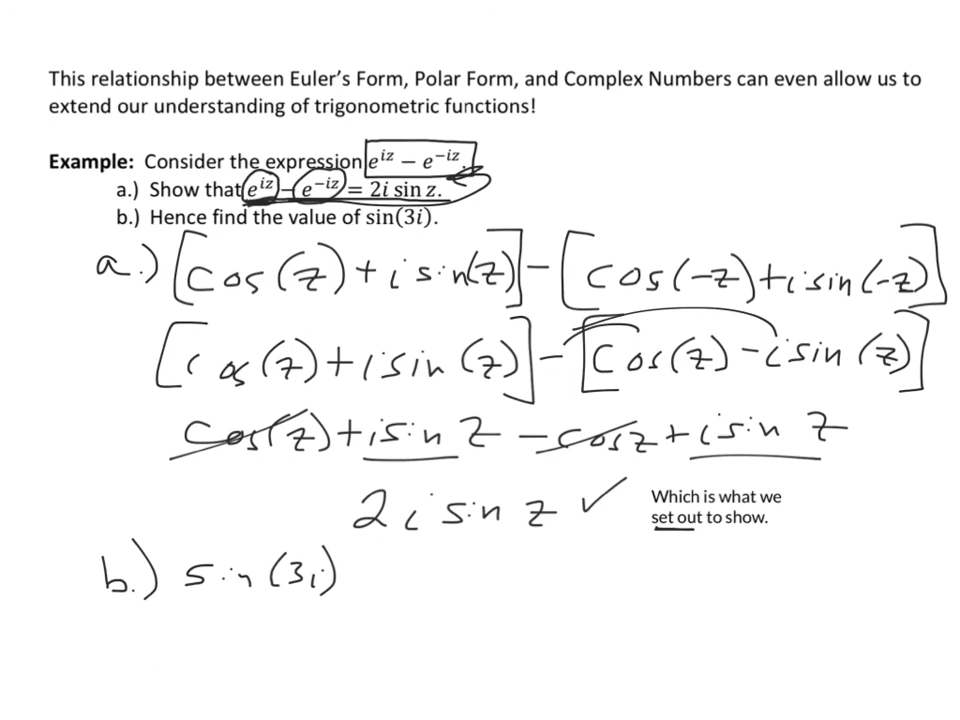 This relationship between Euler's Form, Polar Form, and Complex Numbers can even allow us to
extend our understanding of trigonometric functions!
Example: Consider the expression e^{iz} − e^{−iz}.
a.) Show that e^{iz} − e^{−iz} = 2i sin z.
b.) Hence find the value of sin(3i).
a.) [cos(z) + i sin(z)] − [cos(−z) + i sin(−z)]
[cos(z) + i sin(z)] − [cos(z) − i sin(z)]
cos(z) + i sin z − cos z + i sin z
2 i sin z ✓
Which is what we
set out to show.
b.) sin(3i)